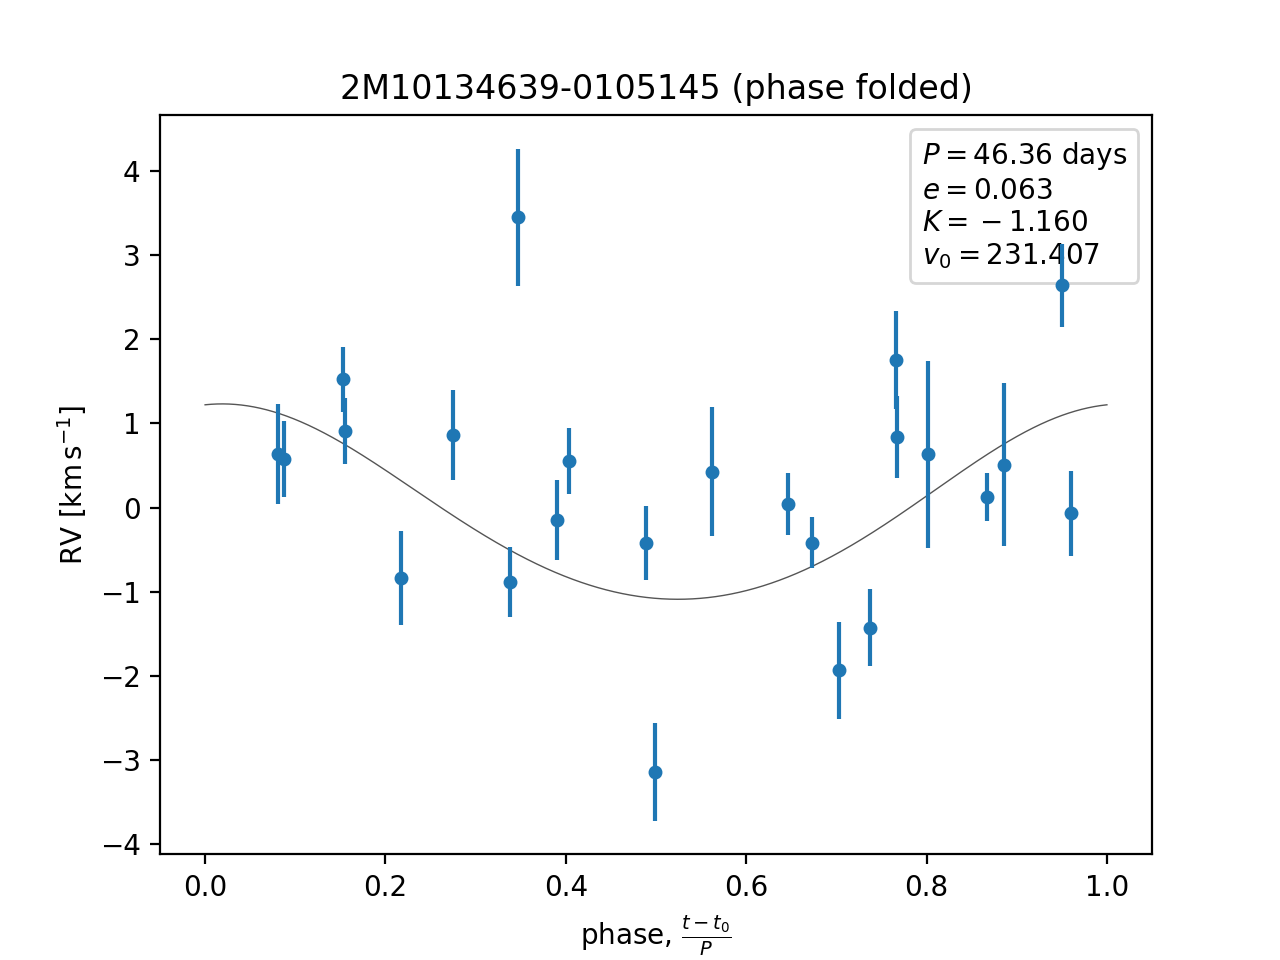 2M10134639-0105145 (phase folded)
P = 46.36 days
e = 0.063
K = −1.160
v₀ = 231.407
RV [km s⁻¹]
4
3
2
1
0
−1
−2
−3
−4
0.0 0.2 0.4 0.6 0.8 1.0
phase, (t − t₀)/P